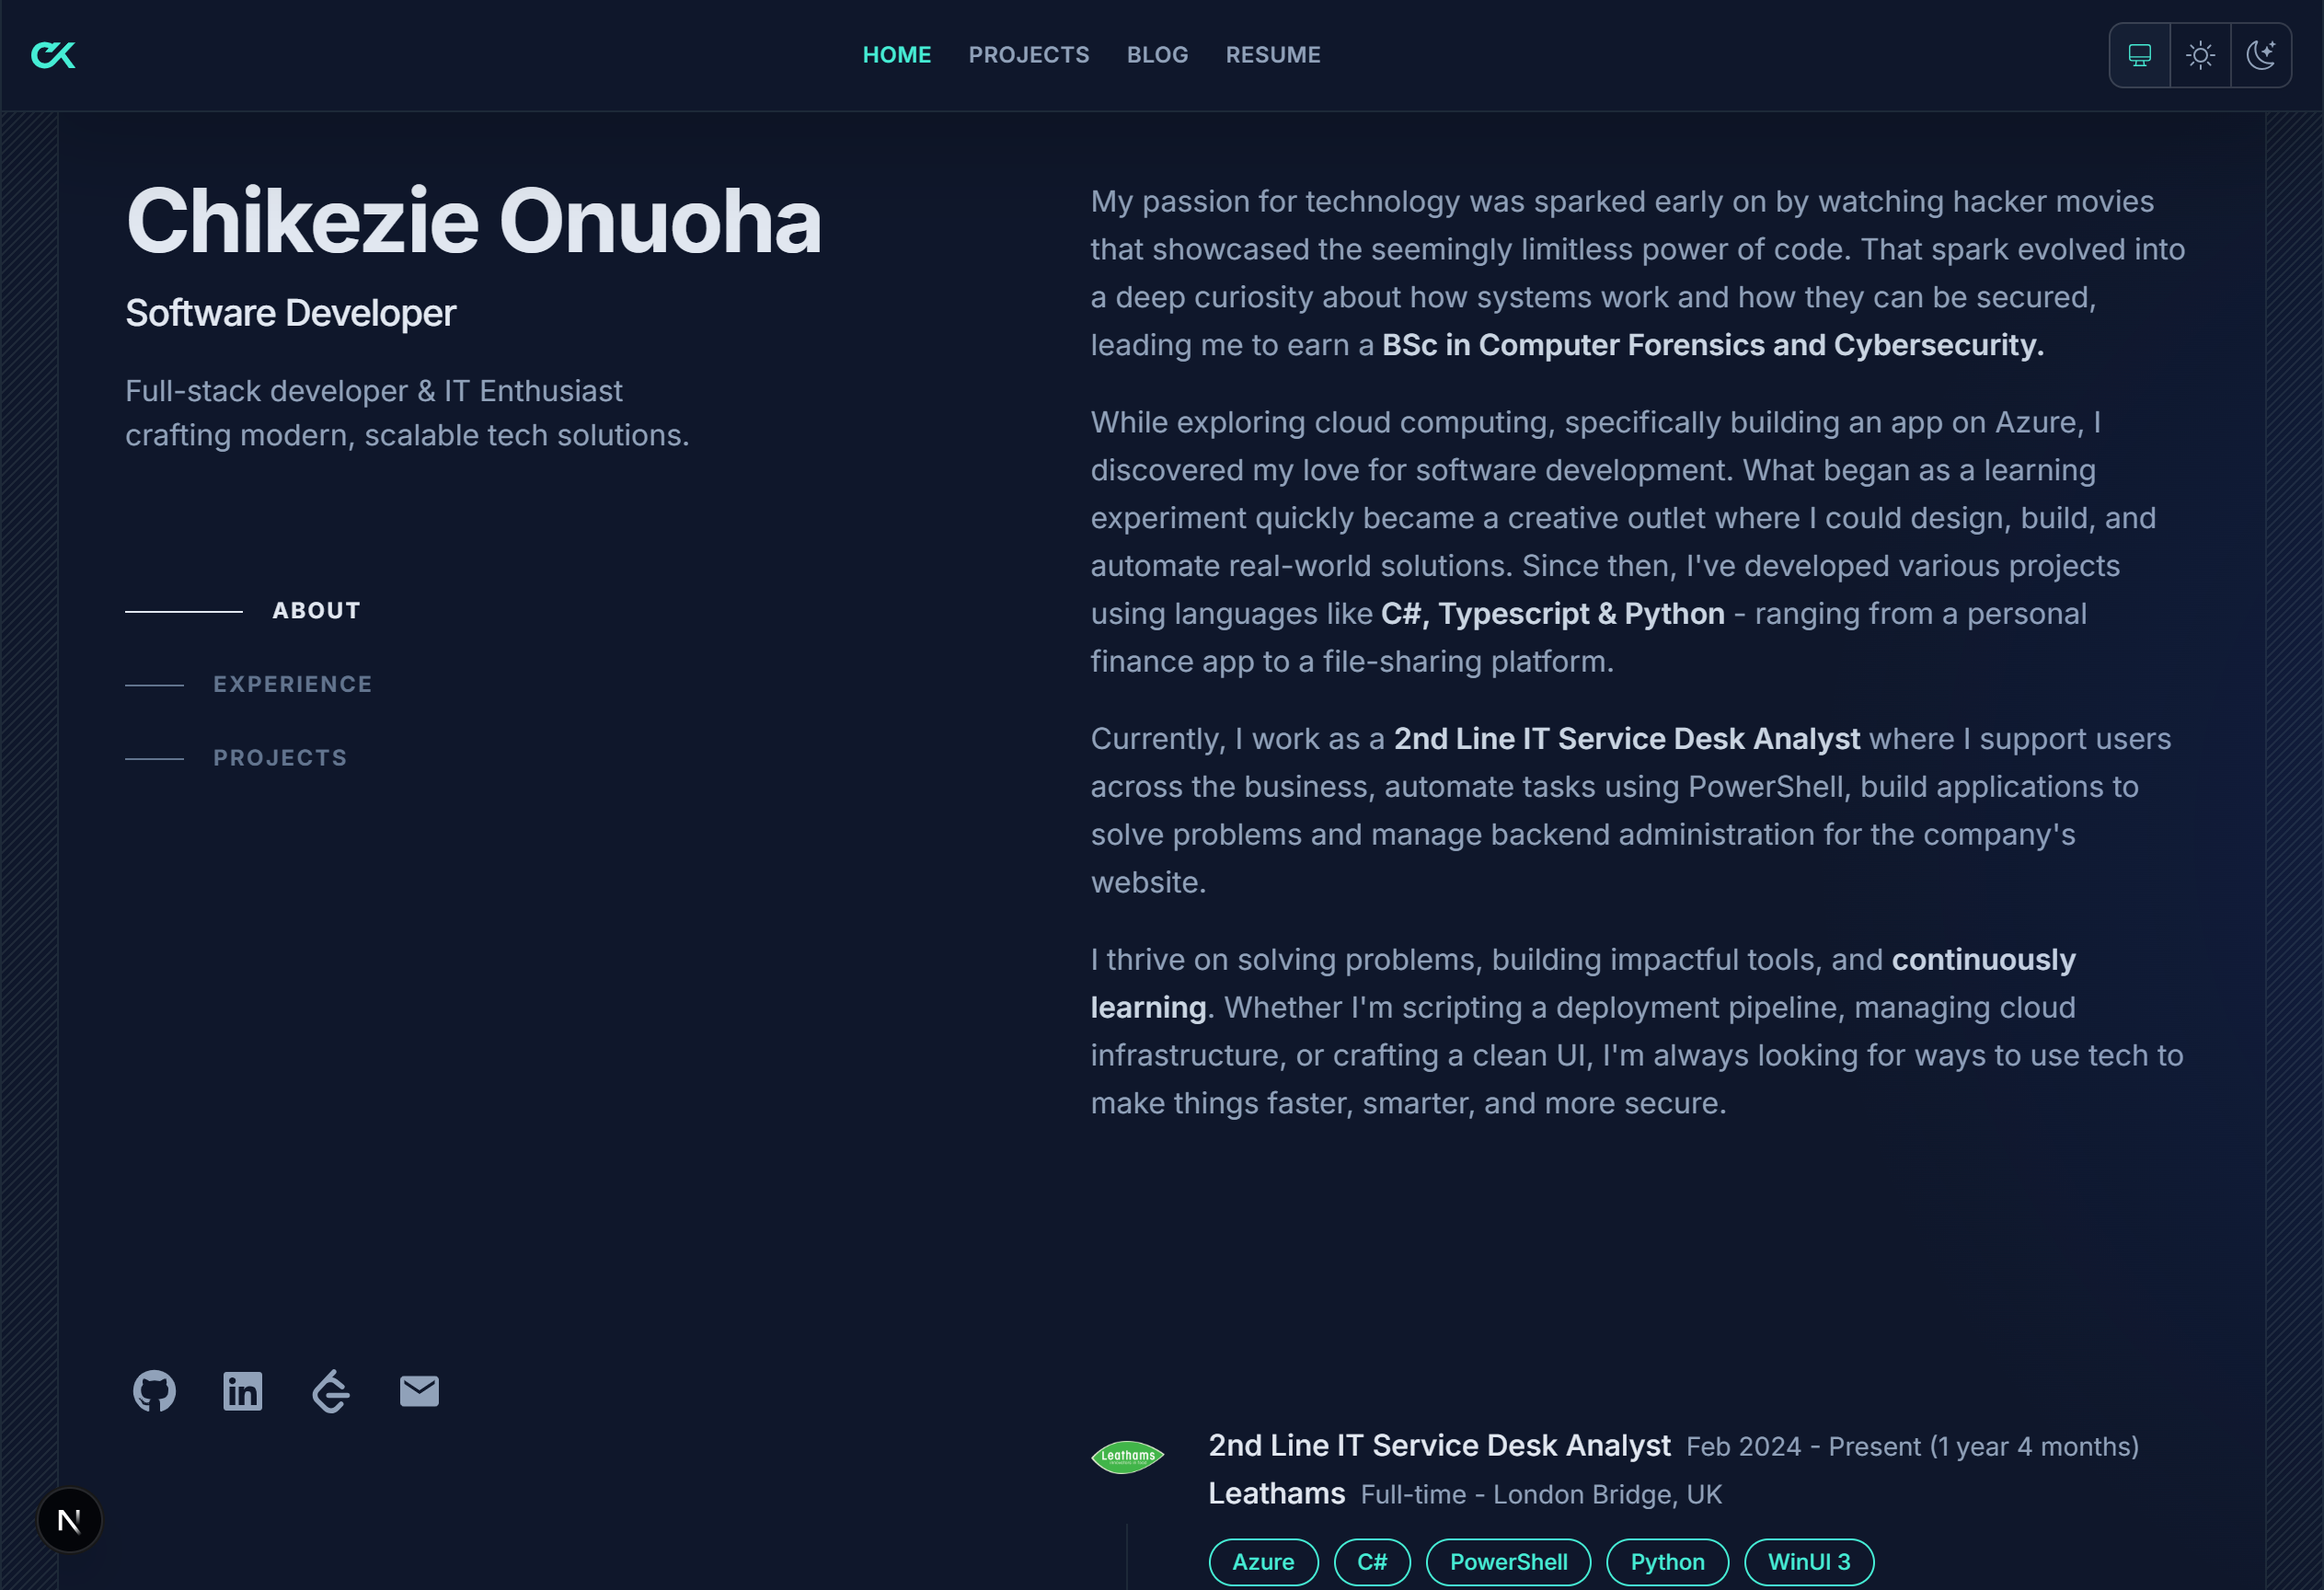 CK
HOME PROJECTS BLOG RESUME
Chikezie Onuoha
Software Developer
Full-stack developer & IT Enthusiast
crafting modern, scalable tech solutions.
ABOUT
EXPERIENCE
PROJECTS
My passion for technology was sparked early on by watching hacker movies
that showcased the seemingly limitless power of code. That spark evolved into
a deep curiosity about how systems work and how they can be secured,
leading me to earn a BSc in Computer Forensics and Cybersecurity.
While exploring cloud computing, specifically building an app on Azure, I
discovered my love for software development. What began as a learning
experiment quickly became a creative outlet where I could design, build, and
automate real-world solutions. Since then, I've developed various projects
using languages like C#, Typescript & Python - ranging from a personal
finance app to a file-sharing platform.
Currently, I work as a 2nd Line IT Service Desk Analyst where I support users
across the business, automate tasks using PowerShell, build applications to
solve problems and manage backend administration for the company's
website.
I thrive on solving problems, building impactful tools, and continuously
learning. Whether I'm scripting a deployment pipeline, managing cloud
infrastructure, or crafting a clean UI, I'm always looking for ways to use tech to
make things faster, smarter, and more secure.
in
N
Leathams
2nd Line IT Service Desk Analyst Feb 2024 - Present (1 year 4 months)
Leathams Full-time - London Bridge, UK
Azure C# PowerShell Python WinUI 3